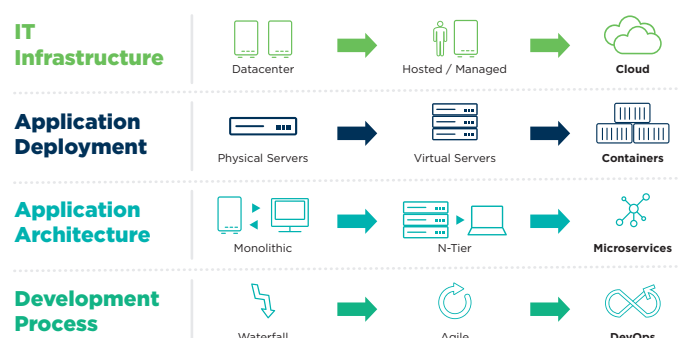 IT
Infrastructure
Datacenter
Hosted / Managed
Cloud
Application
Deployment
Physical Servers
Virtual Servers
Containers
Application
Architecture
Monolithic
N-Tier
Microservices
Development
Process
Waterfall
Agile
DevOps